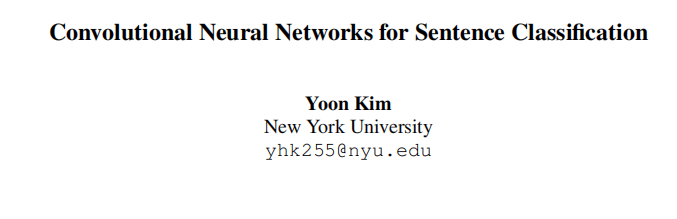 Convolutional Neural Networks for Sentence Classification
Yoon Kim
New York University
yhk255@nyu.edu